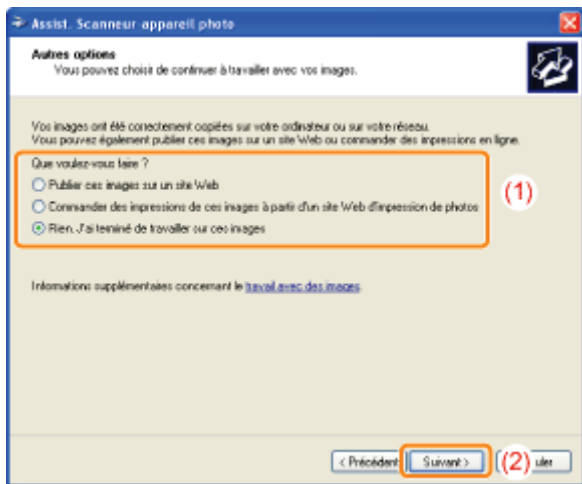 Assist. Scanneur appareil photo
Autres options
Vous pouvez choisir de continuer à travailler avec vos images.
Vos images ont été correctement copiées sur votre ordinateur ou sur votre réseau.
Vous pouvez également publier ces images sur un site Web ou commander des impressions en ligne.
Que voulez-vous faire ?
Publier ces images sur un site Web
Commander des impressions de ces images à partir d'un site Web d'impression de photos
(1)
Rien. J'ai terminé de travailler sur ces images
Informations supplémentaires concernant le travail avec des images.
< Précédent Suivant > (2) uler